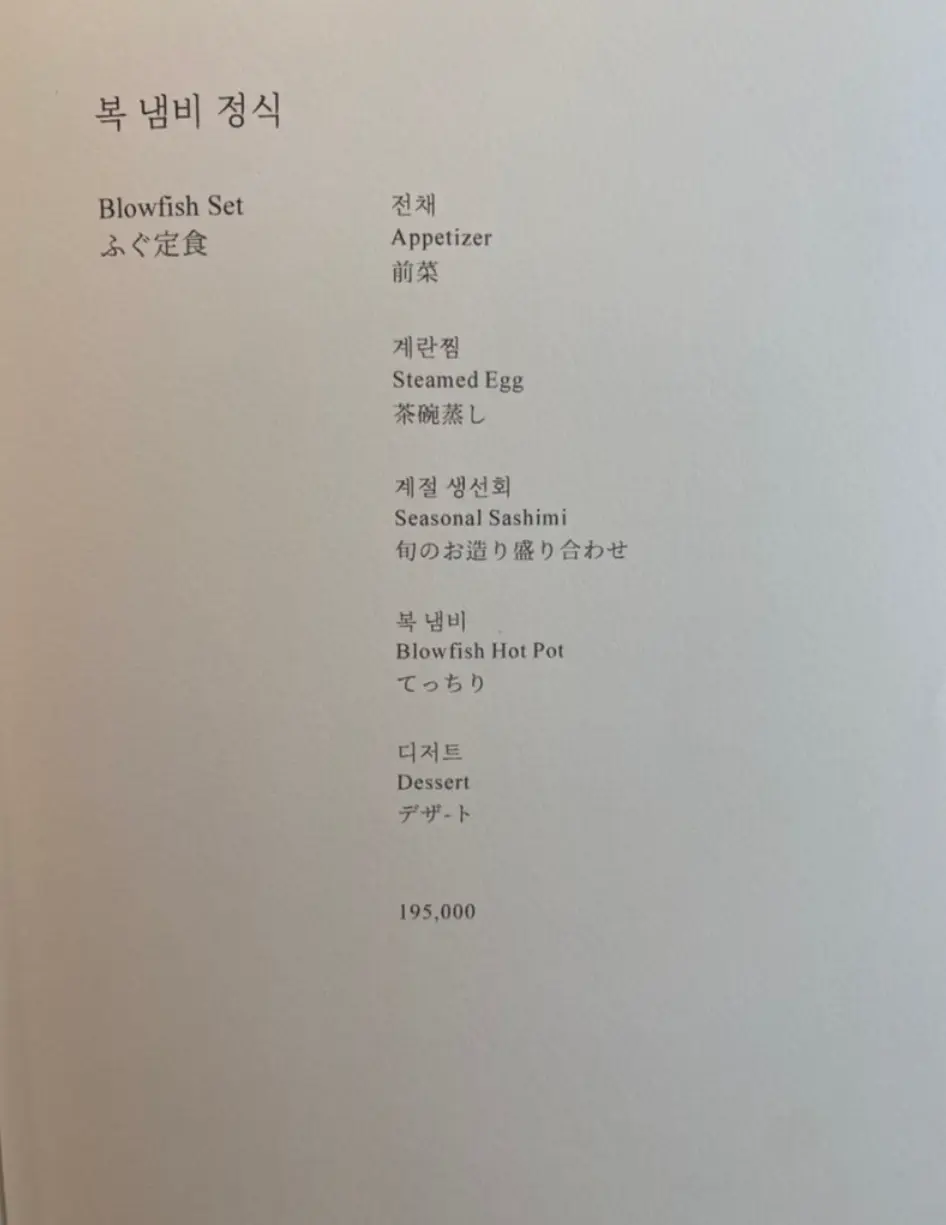 복 냄비 정식
Blowfish Set
ふぐ定食
전채
Appetizer
前菜
계란찜
Steamed Egg
茶碗蒸し
계절 생선회
Seasonal Sashimi
旬のお造り盛り合わせ
복 냄비
Blowfish Hot Pot
てっちり
디저트
Dessert
デザ-ト
195,000